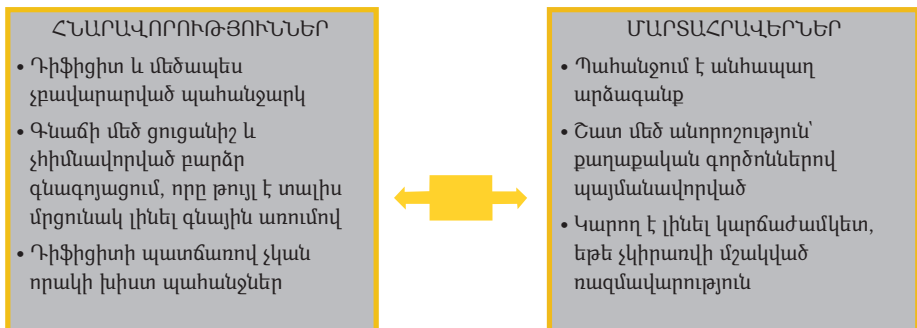 ՀՆԱՐԱՎՈՐՈՒԹՅՈՒՆՆԵՐ
• Դիֆիցիտ և մեծապես
չբավարարված պահանջարկ
• Գնաճի մեծ ցուցանիշ և
չհիմնավորված բարձր
գնագոյացում, որը թույլ է տալիս
մրցունակ լինել գնային առումով
• Դիֆիցիտի պատճառով չկան
որակի խիստ պահանջներ
ՄԱՐՏԱՀՐԱՎԵՐՆԵՐ
• Պահանջում է անհապաղ
արձագանք
• Շատ մեծ անորոշություն՝
քաղաքական գործոններով
պայմանավորված
• Կարող է լինել կարճաժամկետ,
եթե չկիրառվի մշակված
ռազմավարություն